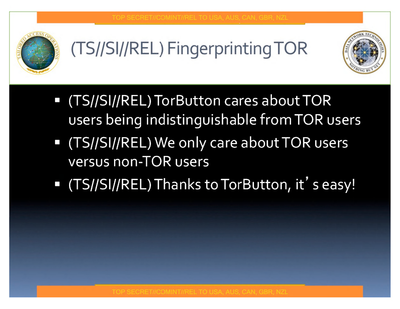 TOP SECRET//COMINT//REL TO USA, AUS, CAN, GBR, NZL
(TS//SI//REL) Fingerprinting TOR
▪ (TS//SI//REL) TorButton cares about TOR
users being indistinguishable from TOR users
▪ (TS//SI//REL) We only care about TOR users
versus non-TOR users
▪ (TS//SI//REL) Thanks to TorButton, it’s easy!
TOP SECRET//COMINT//REL TO USA, AUS, CAN, GBR, NZL